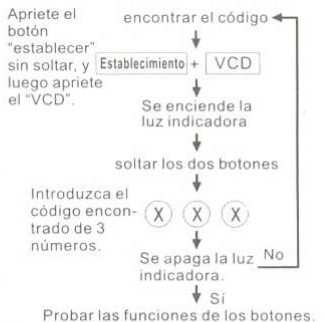 Apriete el
botón
“establecer”
sin soltar, y
luego apriete
el “VCD”.
encontrar el código
Establecimiento + VCD
Se enciende la
luz indicadora
soltar los dos botones
Introduzca el
código encon-
trado de 3
números.
X X X
Se apaga la luz
indicadora.
No
Sí
Probar las funciones de los botones.